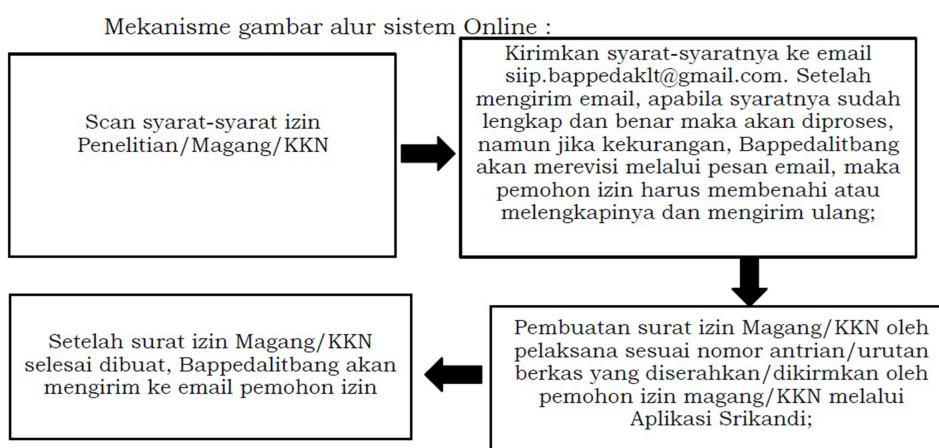 Mekanisme gambar alur sistem Online :
Scan syarat-syarat izin
Penelitian/Magang/KKN
Kirimkan syarat-syaratnya ke email
siip.bappedaklt@gmail.com. Setelah
mengirim email, apabila syaratnya sudah
lengkap dan benar maka akan diproses,
namun jika kekurangan, Bappedalitbang
akan merevisi melalui pesan email, maka
pemohon izin harus membenahi atau
melengkapinya dan mengirim ulang;
Pembuatan surat izin Magang/KKN oleh
pelaksana sesuai nomor antrian/urutan
berkas yang diserahkan/dikirmkan oleh
pemohon izin magang/KKN melalui
Aplikasi Srikandi;
Setelah surat izin Magang/KKN
selesai dibuat, Bappedalitbang akan
mengirim ke email pemohon izin